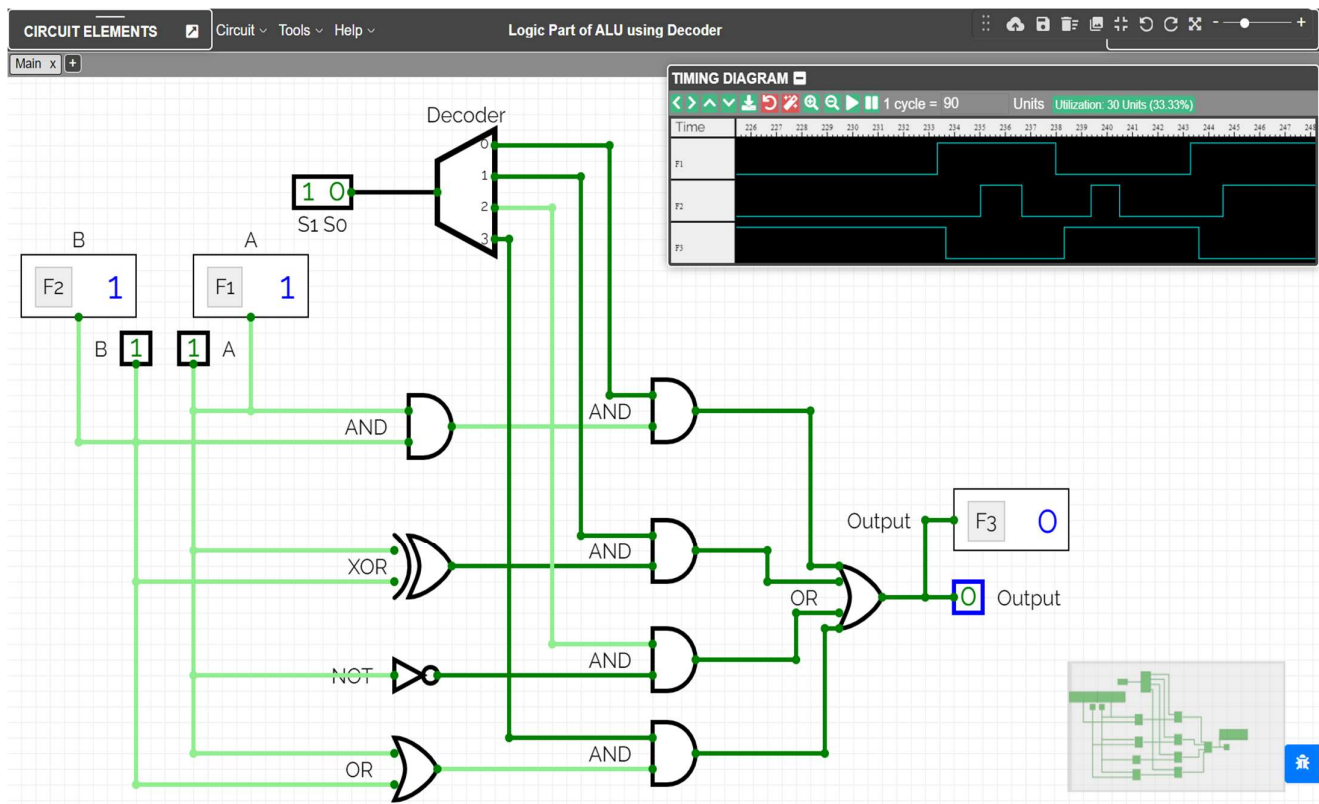 CIRCUIT ELEMENTS Circuit Tools Help Logic Part of ALU using Decoder - +
Main x +
TIMING DIAGRAM
1 cycle = 90 Units Utilization: 30 Units (33.33%)
Time 226 227 228 229 230 231 232 233 234 235 236 237 238 239 240 241 242 243 244 245 246 247 248
F1
F2
F3
Decoder
0
1
2
3
1 0
S1 S0
B A
F2 1 F1 1
B 1 1 A
AND AND
XOR AND
Output F3 0
OR 0 Output
NOT AND
OR AND